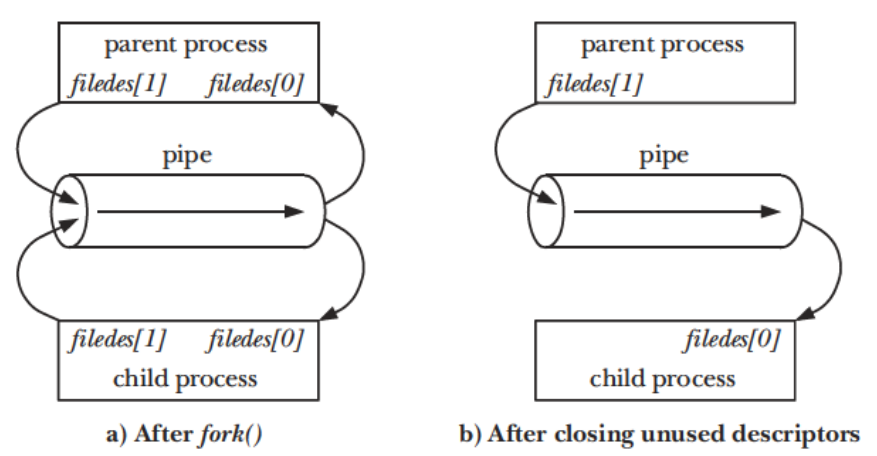 parent process
filedes[1] filedes[0]
pipe
filedes[1] filedes[0]
child process
a) After fork()
parent process
filedes[1]
pipe
filedes[0]
child process
b) After closing unused descriptors